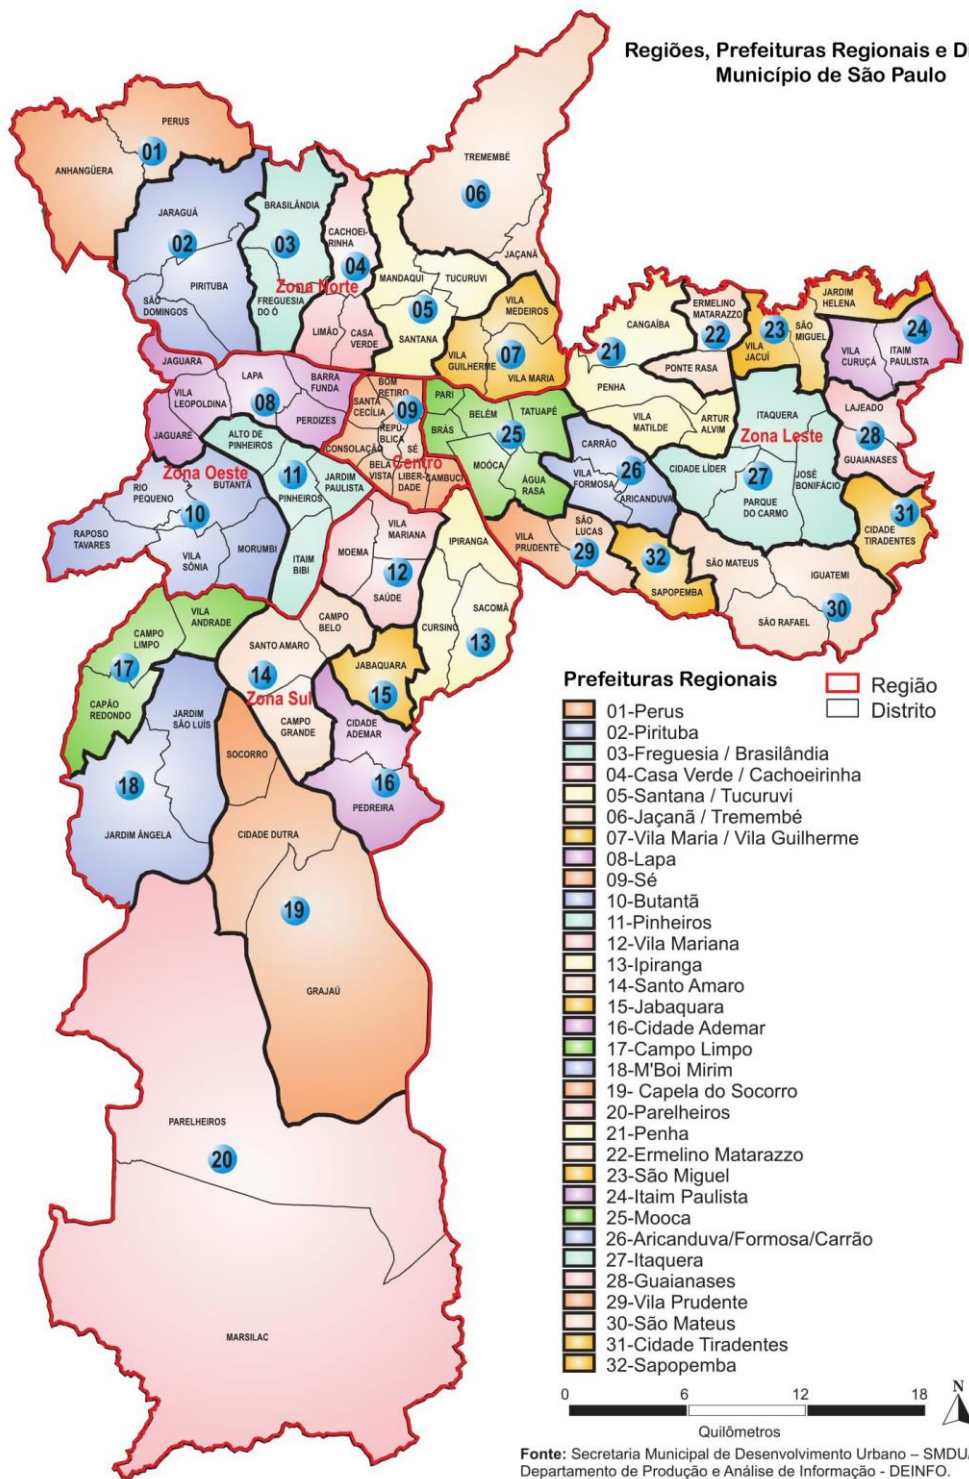 Regiões, Prefeituras Regionais e
Município de São Paulo
PERUS
01
ANHANGÜERA
TREMEMBÉ
06
JARAGUÁ
02
PIRITUBA
SÃO
DOMINGOS
BRASILÂNDIA
03
Zona Norte
FREGUESIA
DO Ó
CACHOEI-
RINHA
04
LIMÃO
CASA
VERDE
MANDAQUI
TUCURUVI
05
SANTANA
JAÇANÃ
VILA
MEDEIROS
07
VILA
GUILHERME
VILA MARIA
CANGAÍBA
21
PENHA
VILA
MATILDE
ARTUR
ALVIM
ERMELINO
MATARAZZO
22
PONTE RASA
JARDIM
HELENA
23
SÃO
MIGUEL
VILA
JACUÍ
24
VILA
CURUÇÁ
ITAIM
PAULISTA
JAGUARA
LAPA
VILA
LEOPOLDINA
08
BARRA
FUNDA
PERDIZES
JAGUARÉ
BOM
RETIRO
SANTA
CECÍLIA
09
REPÚ-
BLICA
SÉ
CONSOLAÇÃO
Centro
BELA
VISTA
LIBER-
DADE
CAMBUCI
PARI
BELÉM
TATUAPÉ
BRÁS
25
MOÓCA
ÁGUA
RASA
CARRÃO
26
VILA
FORMOSA
ARICANDUVA
ITAQUERA
Zona Leste
CIDADE LÍDER
27
PARQUE
DO CARMO
JOSÉ
BONIFÁCIO
LAJEADO
28
GUAIANASES
31
CIDADE
TIRADENTES
ALTO DE
PINHEIROS
Zona Oeste
11
PINHEIROS
JARDIM
PAULISTA
ITAIM
BIBI
RIO
PEQUENO
BUTANTÃ
10
RAPOSO
TAVARES
VILA
SÔNIA
MORUMBI
VILA
MARIANA
MOEMA
12
SAÚDE
IPIRANGA
SACOMÃ
CURSINO
13
VILA
PRUDENTE
SÃO
LUCAS
29
32
SAPOPEMBA
SÃO MATEUS
IGUATEMI
SÃO RAFAEL
30
VILA
ANDRADE
CAMPO
LIMPO
17
CAPÃO
REDONDO
CAMPO
BELO
SANTO AMARO
14
Zona Sul
CAMPO
GRANDE
JABAQUARA
15
CIDADE
ADEMAR
16
PEDREIRA
JARDIM
SÃO LUÍS
18
JARDIM ÂNGELA
SOCORRO
CIDADE DUTRA
19
GRAJAÚ
PARELHEIROS
20
MARSILAC
Prefeituras Regionais
Região
Distrito
01-Perus
02-Pirituba
03-Freguesia / Brasilândia
04-Casa Verde / Cachoeirinha
05-Santana / Tucuruvi
06-Jaçanã / Tremembé
07-Vila Maria / Vila Guilherme
08-Lapa
09-Sé
10-Butantã
11-Pinheiros
12-Vila Mariana
13-Ipiranga
14-Santo Amaro
15-Jabaquara
16-Cidade Ademar
17-Campo Limpo
18-M'Boi Mirim
19- Capela do Socorro
20-Parelheiros
21-Penha
22-Ermelino Matarazzo
23-São Miguel
24-Itaim Paulista
25-Mooca
26-Aricanduva/Formosa/Carrão
27-Itaquera
28-Guaianases
29-Vila Prudente
30-São Mateus
31-Cidade Tiradentes
32-Sapopemba
0 6 12 18
N
Quilômetros
Fonte: Secretaria Municipal de Desenvolvimento Urbano – SMDU
Departamento de Produção e Análise de Informação - DEINFO.